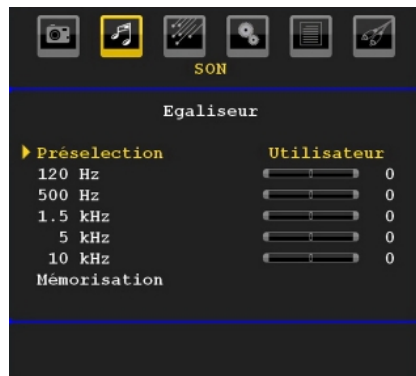 SON
Egaliseur
Préselection Utilisateur
120 Hz 0
500 Hz 0
1.5 kHz 0
5 kHz 0
10 kHz 0
Mémorisation